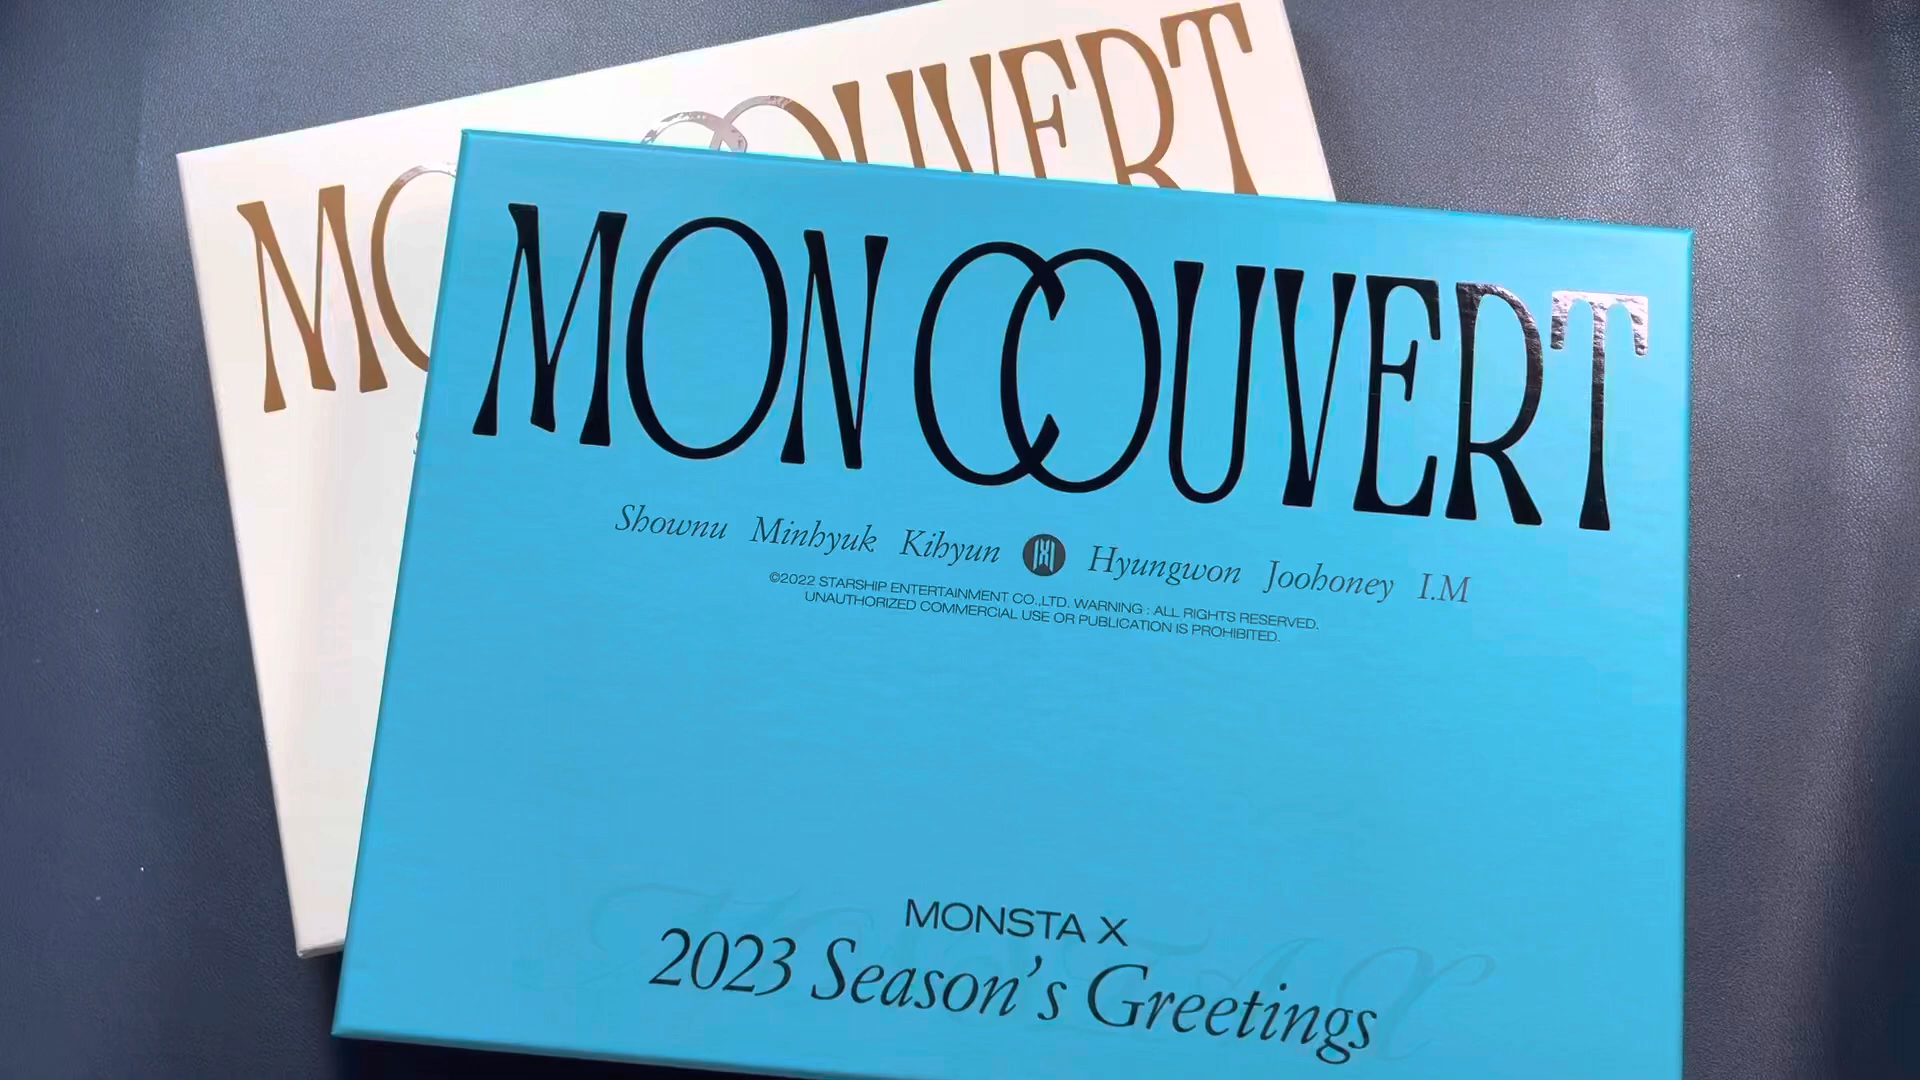 MON COUVERT
MON COUVERT
Shownu Minhyuk Kihyun Hyungwon Joohoney I.M
©2022 STARSHIP ENTERTAINMENT CO.,LTD. WARNING : ALL RIGHTS RESERVED.
UNAUTHORIZED COMMERCIAL USE OR PUBLICATION IS PROHIBITED.
MONSTA X
2023 Season's Greetings